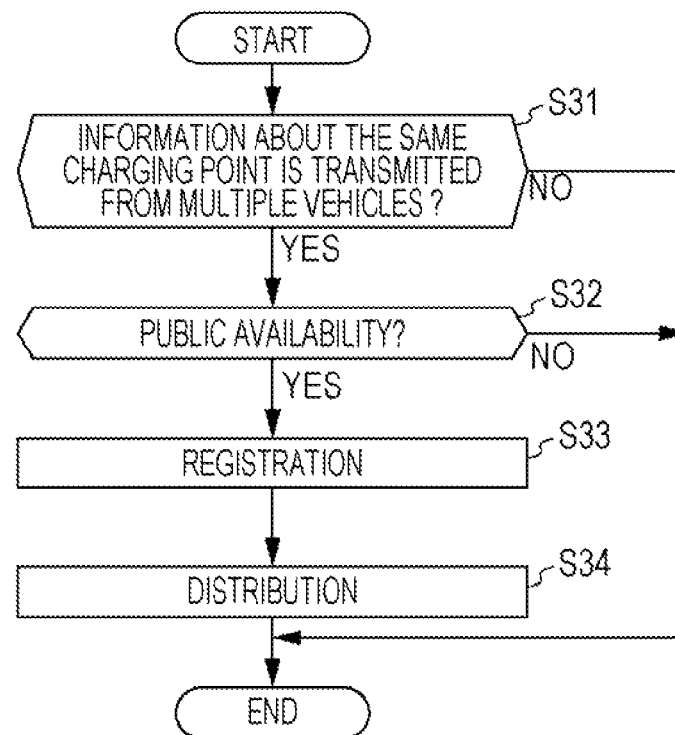 START
S31
INFORMATION ABOUT THE SAME
CHARGING POINT IS TRANSMITTED
FROM MULTIPLE VEHICLES ?
NO
YES
S32
PUBLIC AVAILABILITY?
NO
YES
S33
REGISTRATION
S34
DISTRIBUTION
END